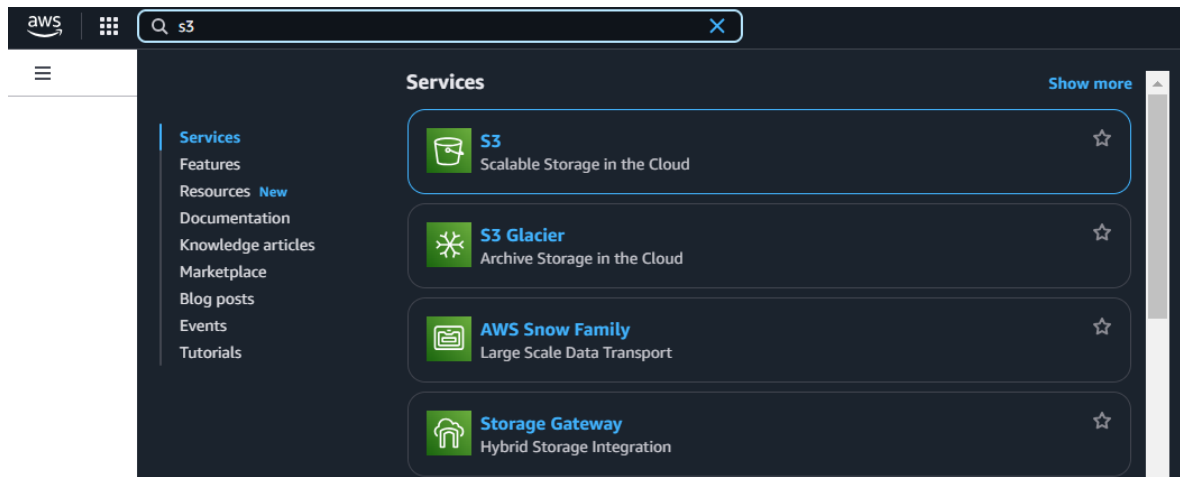 aws
s3
Services
Show more
Services
Features
Resources New
Documentation
Knowledge articles
Marketplace
Blog posts
Events
Tutorials
S3
Scalable Storage in the Cloud
S3 Glacier
Archive Storage in the Cloud
AWS Snow Family
Large Scale Data Transport
Storage Gateway
Hybrid Storage Integration